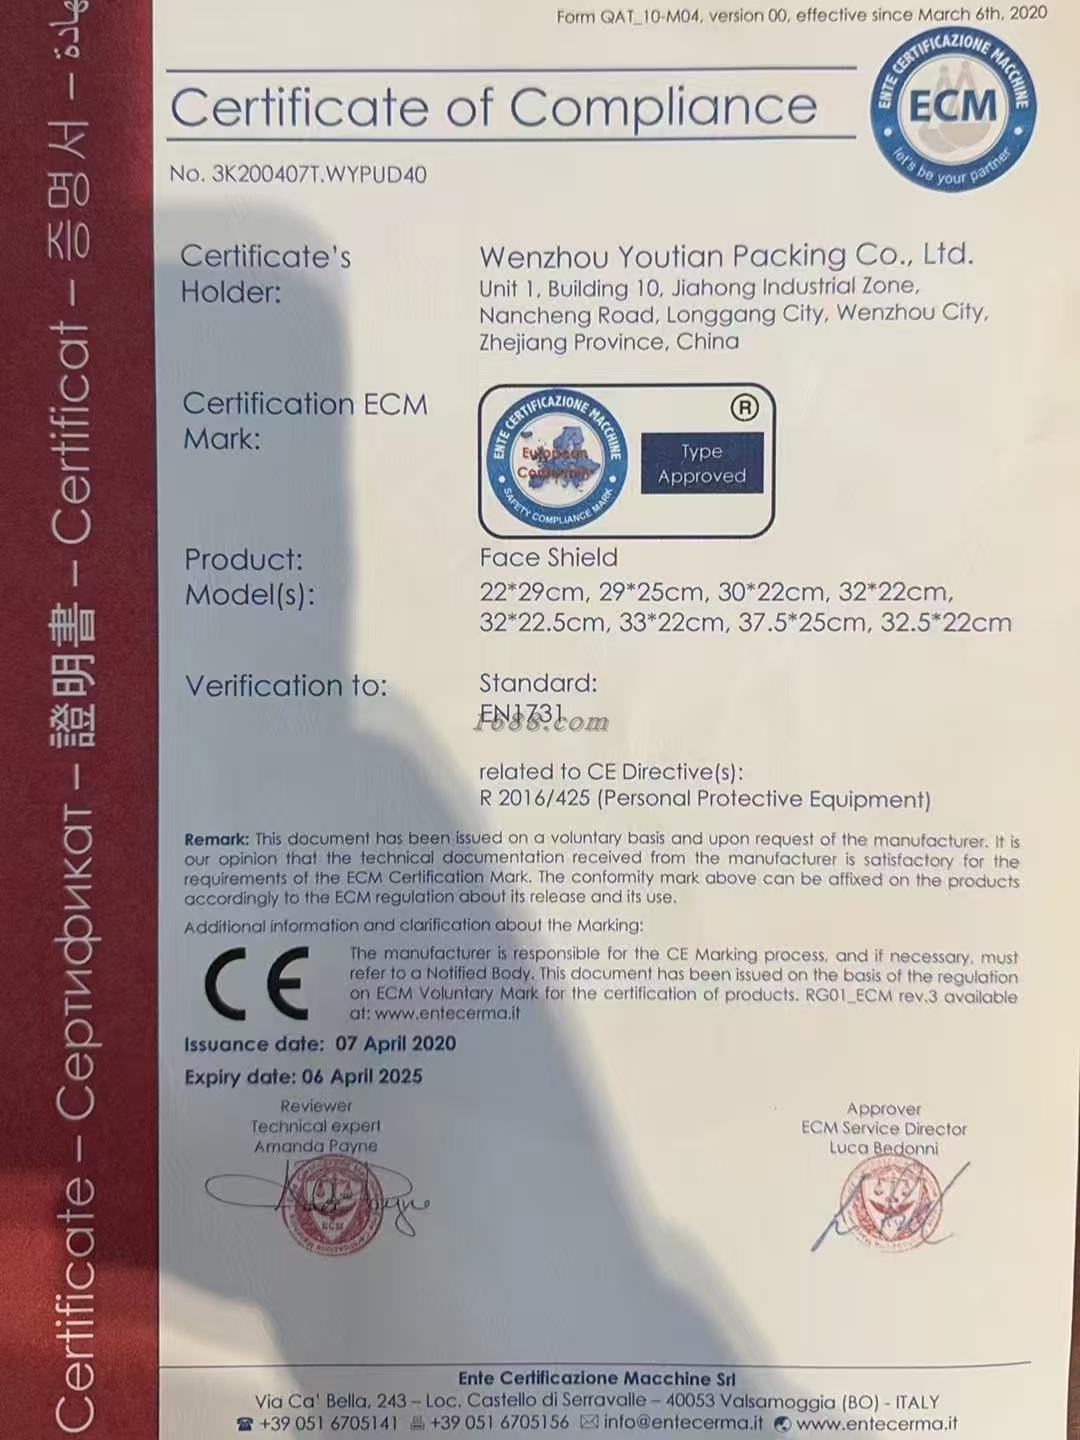 Form QAT_10-M04, version 00, effective since March 6th, 2020
Certificate of Compliance
ENTE CERTIFICAZIONE MACCHINE
ECM
let's be your partner
No. 3K200407T.WYPUD40
Certificate's Holder:
Wenzhou Youtian Packing Co., Ltd.
Unit 1, Building 10, Jiahong Industrial Zone,
Nancheng Road, Longgang City, Wenzhou City,
Zhejiang Province, China
Certification ECM Mark:
ENTE CERTIFICAZIONE MACCHINE
European
SAFETY COMPLIANCE MARK
®
Type
Approved
Product: Face Shield
Model(s): 22*29cm, 29*25cm, 30*22cm, 32*22cm,
32*22.5cm, 33*22cm, 37.5*25cm, 32.5*22cm
Verification to: Standard:
EN1731
1688.com
related to CE Directive(s):
R 2016/425 (Personal Protective Equipment)
Remark: This document has been issued on a voluntary basis and upon request of the manufacturer. It is
our opinion that the technical documentation received from the manufacturer is satisfactory for the
requirements of the ECM Certification Mark. The conformity mark above can be affixed on the products
accordingly to the ECM regulation about its release and its use.
Additional information and clarification about the Marking:
CE
The manufacturer is responsible for the CE Marking process, and if necessary, must
refer to a Notified Body. This document has been issued on the basis of the regulation
on ECM Voluntary Mark for the certification of products. RG01_ECM rev.3 available
at: www.entecerma.it
Issuance date: 07 April 2020
Expiry date: 06 April 2025
Reviewer
Technical expert
Amanda Payne
ECM
Approver
ECM Service Director
Luca Bedonni
Ente Certificazione Macchine Srl
Via Ca' Bella, 243 – Loc. Castello di Serravalle – 40053 Valsamoggia (BO) - ITALY
☎ +39 051 6705141 +39 051 6705156 ✉ info@entecerma.it www.entecerma.it
Certificate – Сертификат – 證明書 – Certificat – 증명서 –